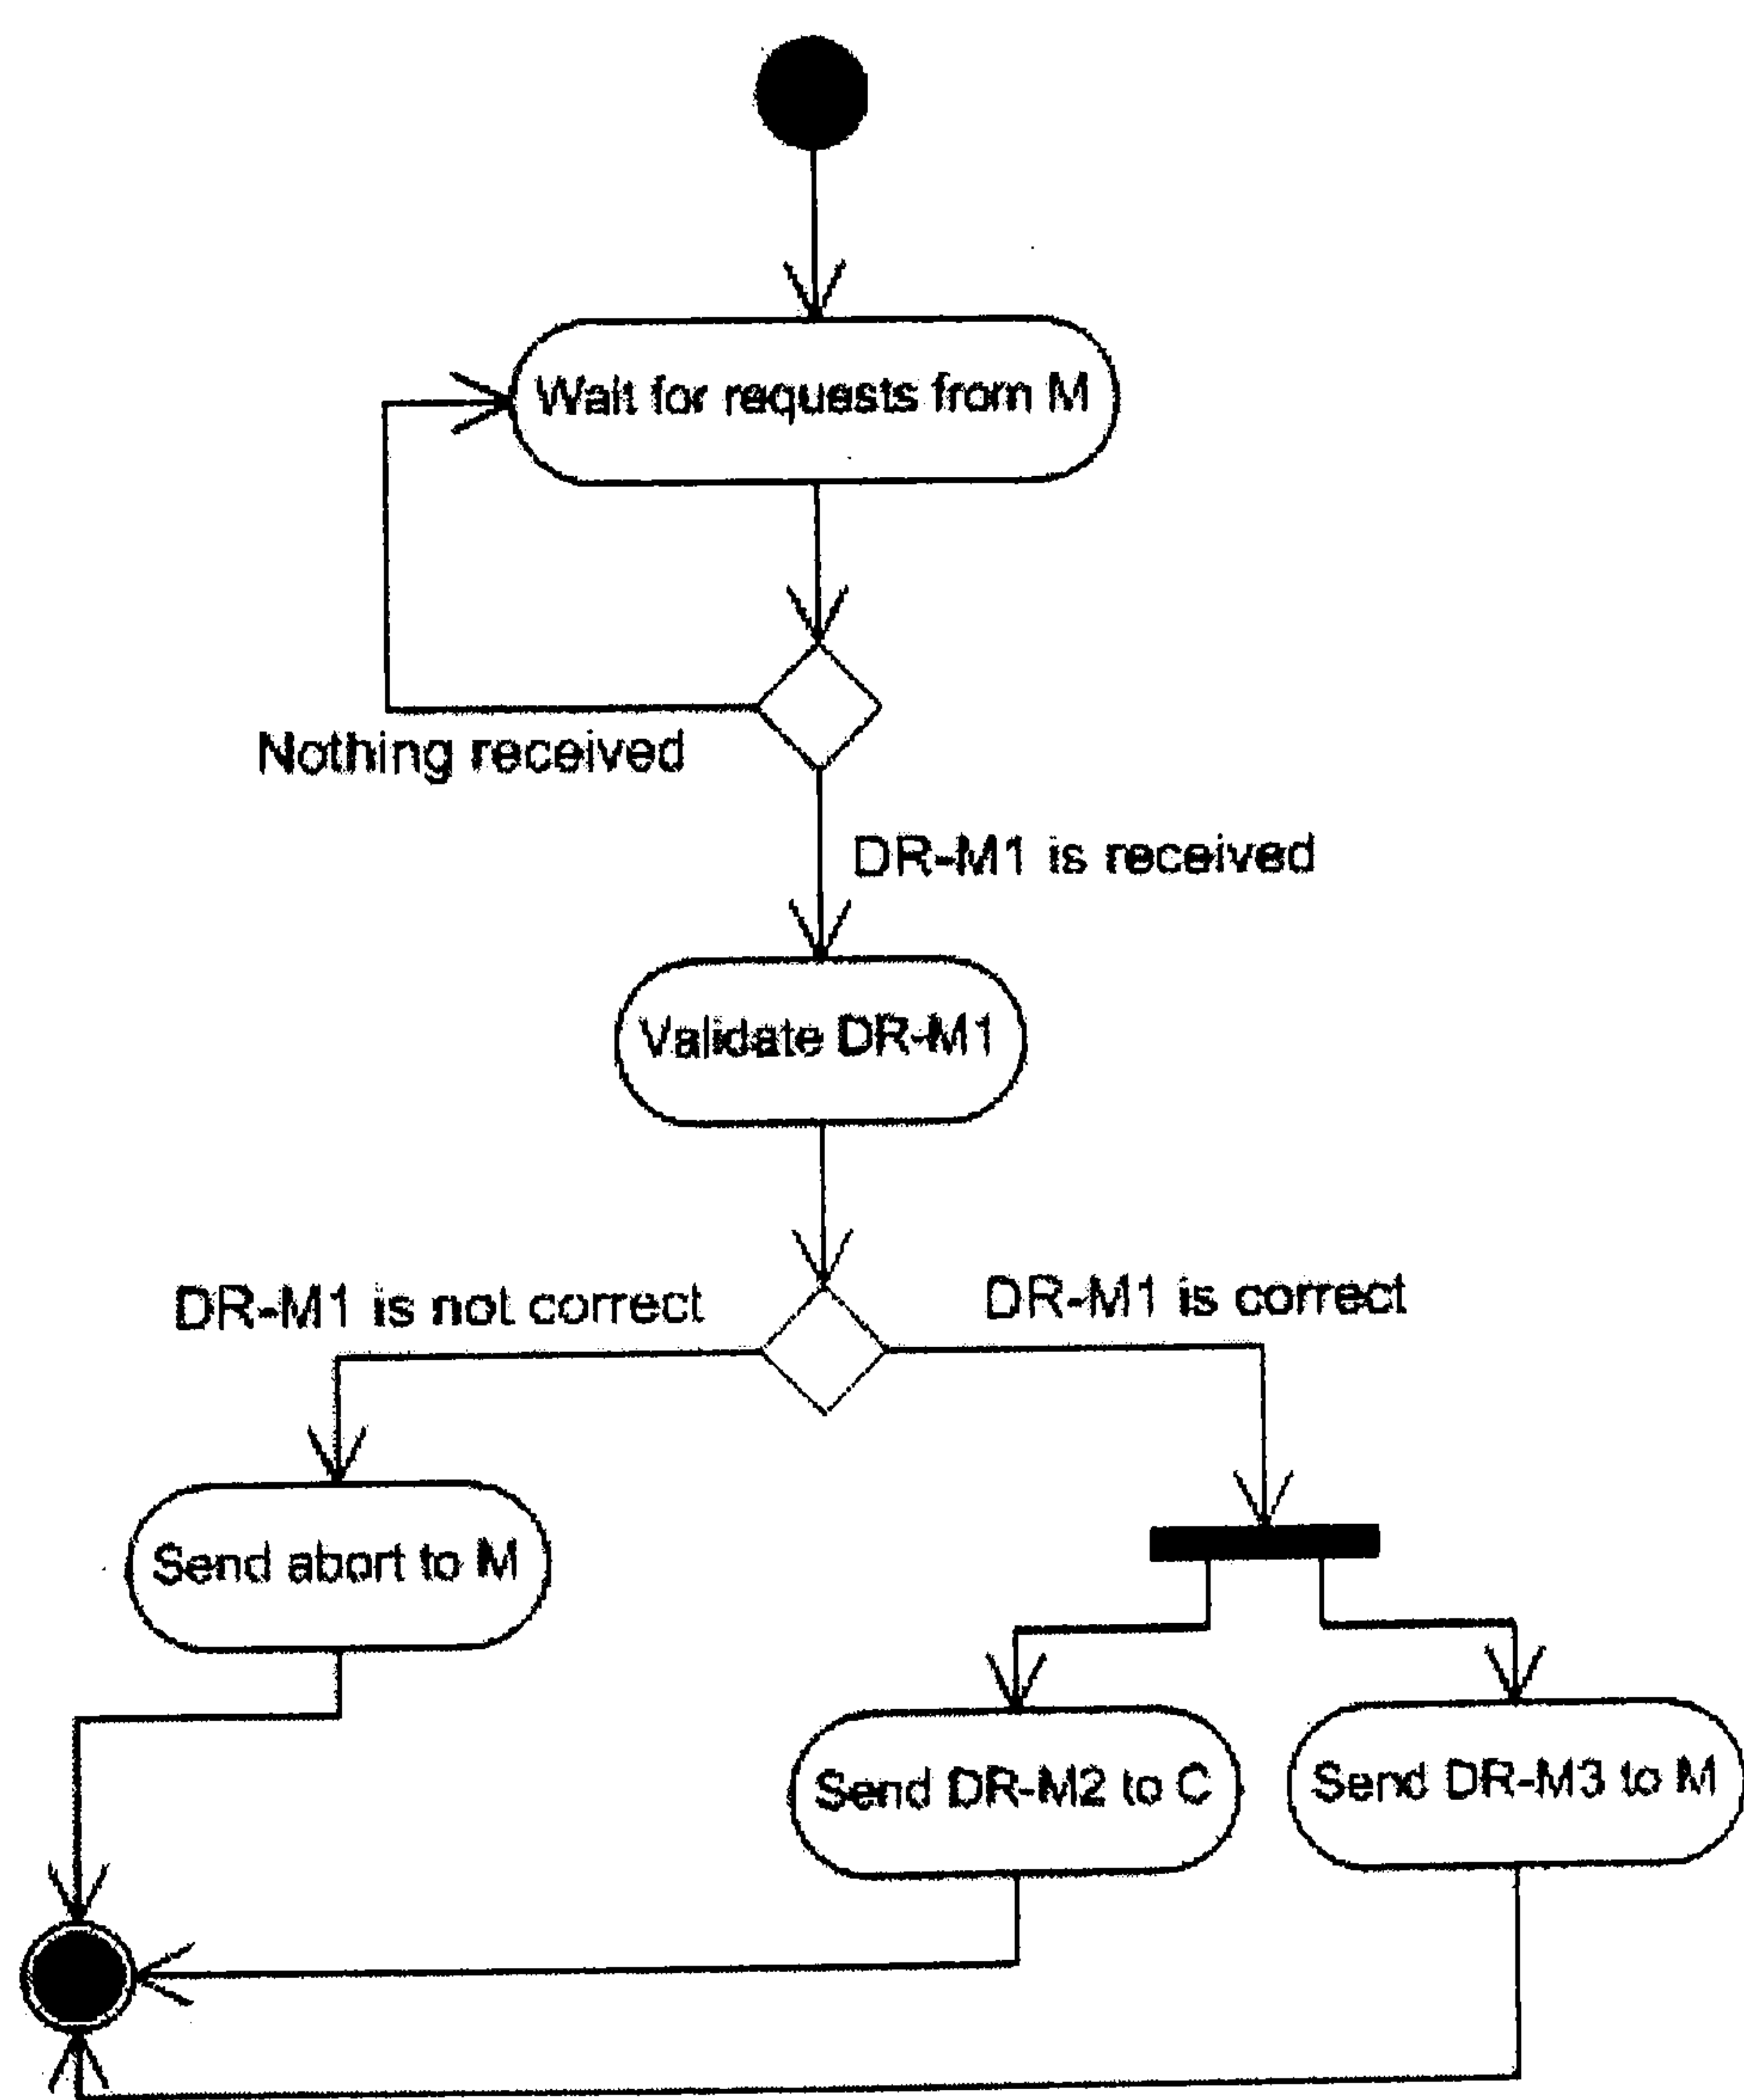 Wait for requests from M
Nothing received
DR-M1 is received
Validate DR-M1
DR-M1 is not correct
DR-M1 is correct
Send abort to M
Send DR-M2 to C
Send DR-M3 to M